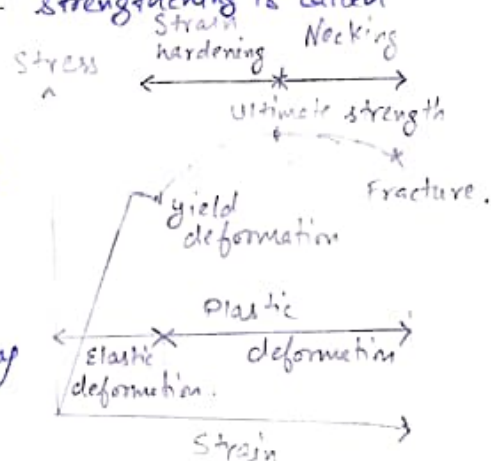 strengthening is called
Strain
hardening
Necking
Stress
Ultimate strength
Fracture.
yield
deformation
Plastic
deformation
Elastic
deformation.
Strain